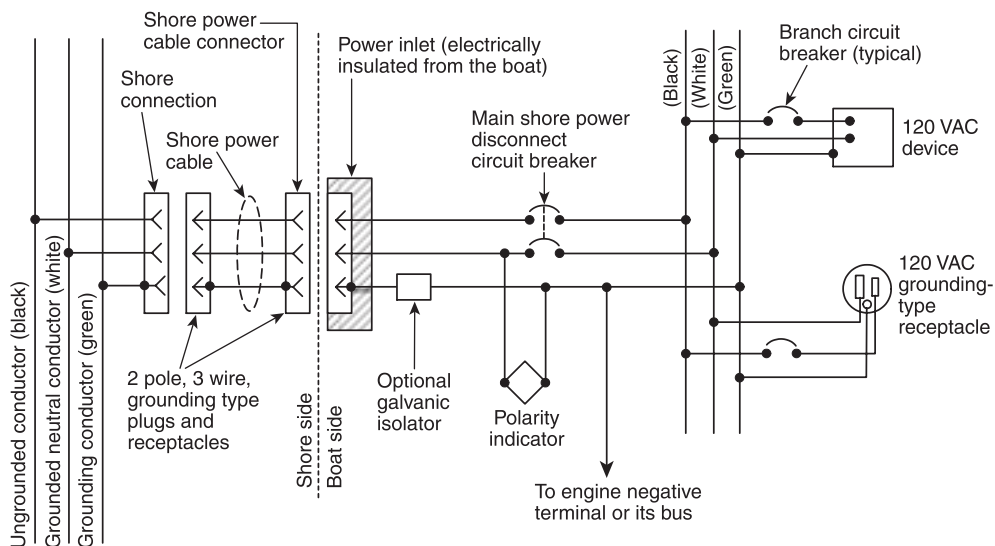 Shore power
cable connector
Power inlet (electrically
insulated from the boat)
Branch circuit
breaker (typical)
Shore
connection
(Black)
(White)
(Green)
Main shore power
disconnect
circuit breaker
Shore power
cable
120 VAC
device
120 VAC
grounding-
type
receptacle
Ungrounded conductor (black)
Grounded neutral conductor (white)
Grounding conductor (green)
2 pole, 3 wire,
grounding type
plugs and
receptacles
Shore side
Boat side
Optional
galvanic
isolator
Polarity
indicator
To engine negative
terminal or its bus